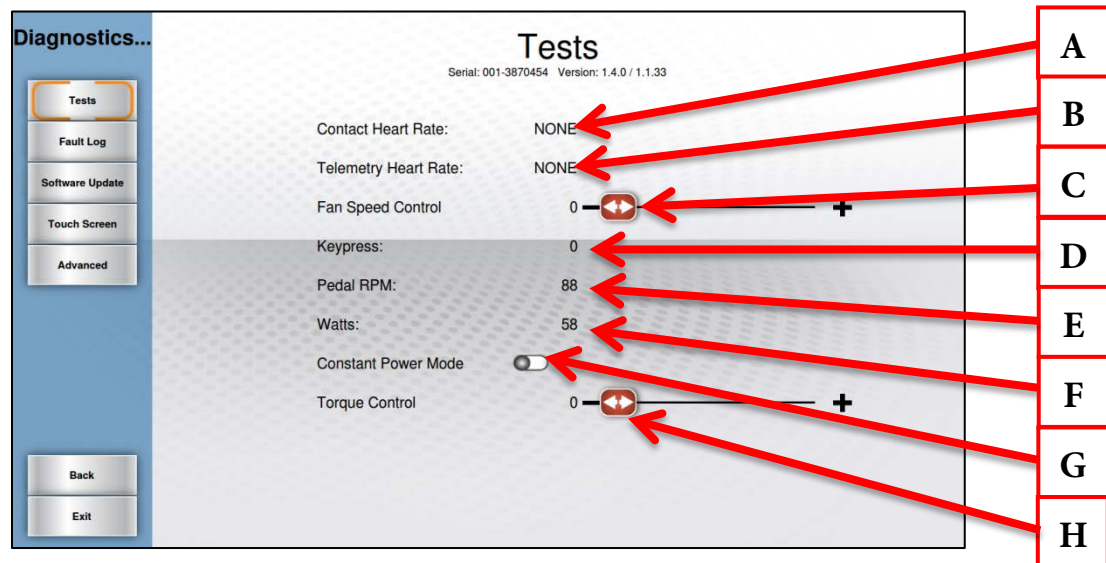 Diagnostics...
Tests
Fault Log
Software Update
Touch Screen
Advanced
Back
Exit
Tests
Serial: 001-3870454 Version: 1.4.0 / 1.1.33
Contact Heart Rate: NONE
Telemetry Heart Rate: NONE
Fan Speed Control 0
Keypress: 0
Pedal RPM: 88
Watts: 58
Constant Power Mode
Torque Control 0
A
B
C
D
E
F
G
H